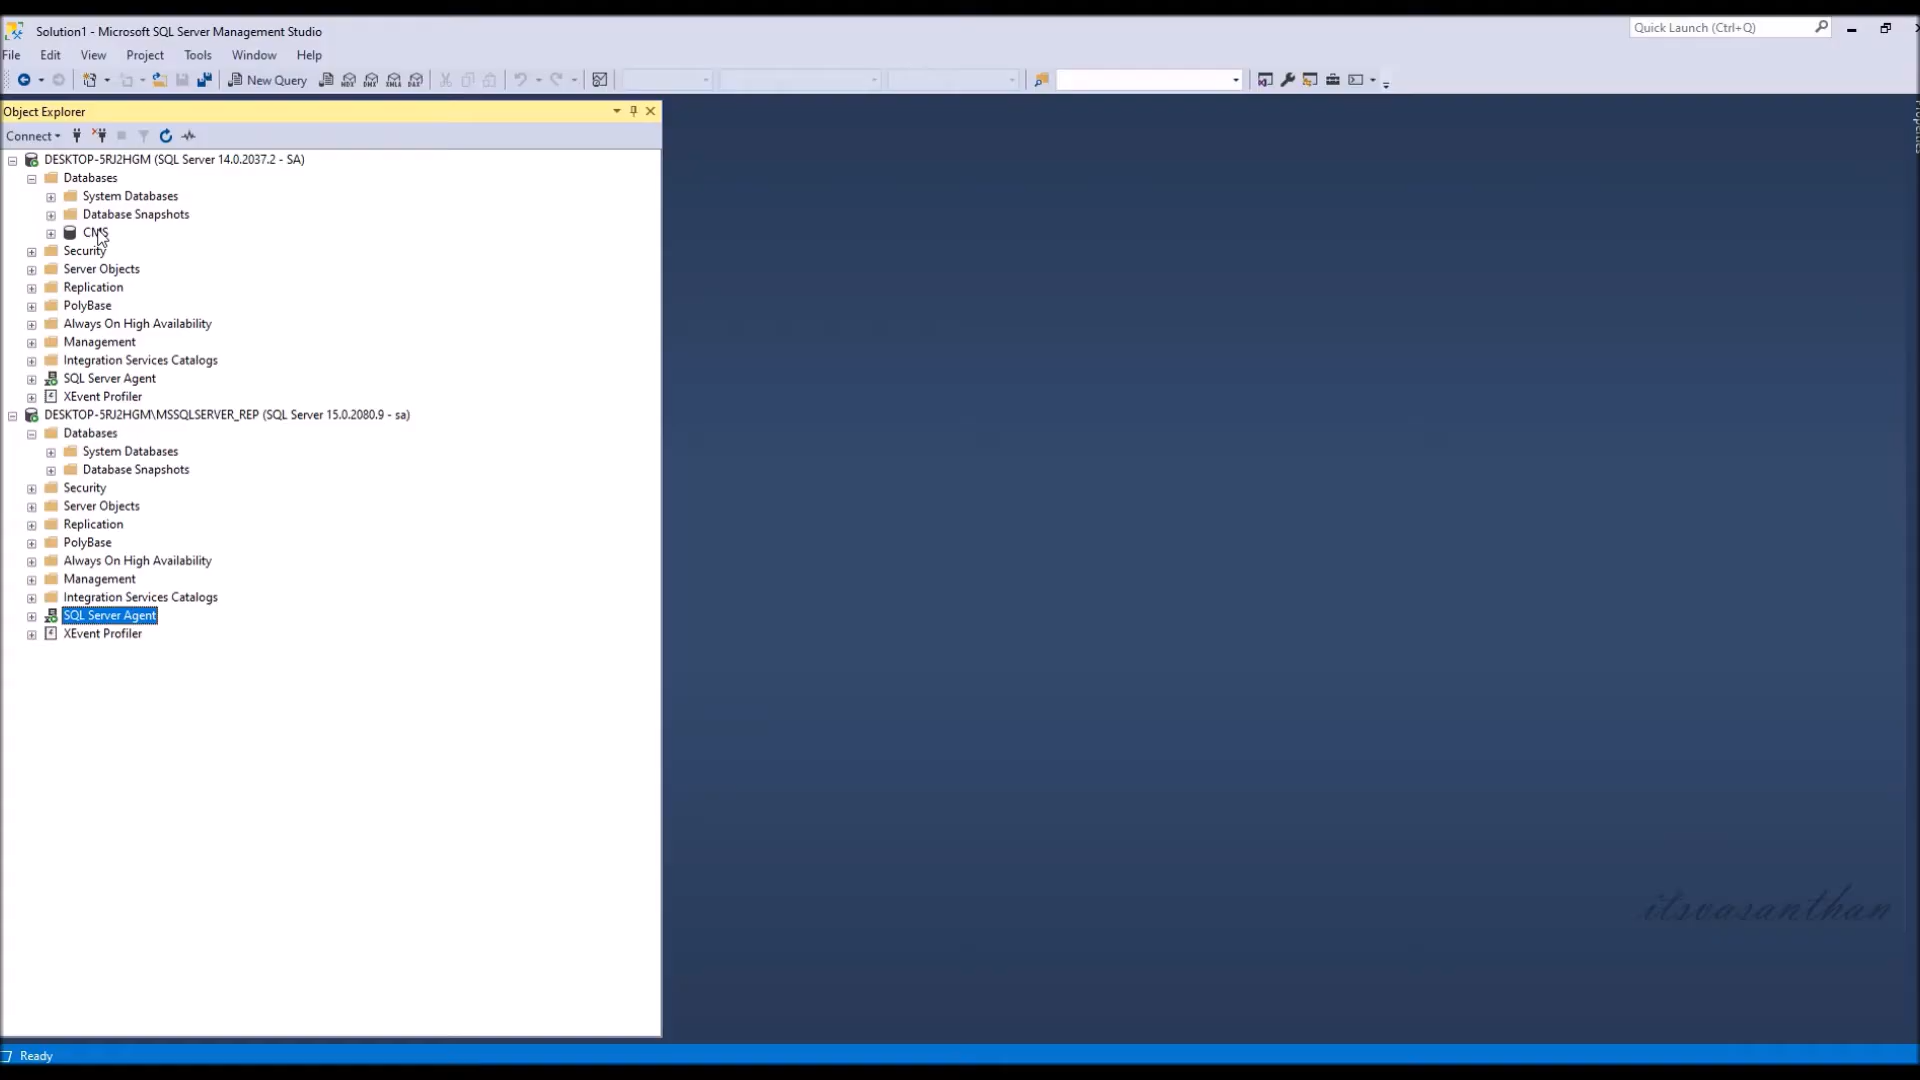 Solution1 - Microsoft SQL Server Management Studio
Quick Launch (Ctrl+Q)
File Edit View Project Tools Window Help
New Query
Object Explorer
Connect
DESKTOP-5RJ2HGM (SQL Server 14.0.2037.2 - SA)
Databases
System Databases
Database Snapshots
CMS
Security
Server Objects
Replication
PolyBase
Always On High Availability
Management
Integration Services Catalogs
SQL Server Agent
XEvent Profiler
DESKTOP-5RJ2HGM\MSSQLSERVER_REP (SQL Server 15.0.2080.9 - sa)
Databases
System Databases
Database Snapshots
Security
Server Objects
Replication
PolyBase
Always On High Availability
Management
Integration Services Catalogs
SQL Server Agent
XEvent Profiler
itsvasanthan
Ready